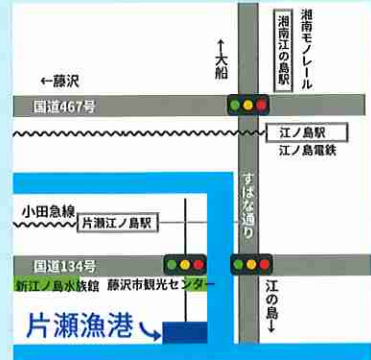 湘南モノレール
湘南江の島駅
↑大船
←藤沢
国道467号
江ノ島駅
江ノ島電鉄
すばな通り
小田急線
片瀬江ノ島駅
国道134号
新江ノ島水族館
藤沢市観光センター
江の島↓
片瀬漁港